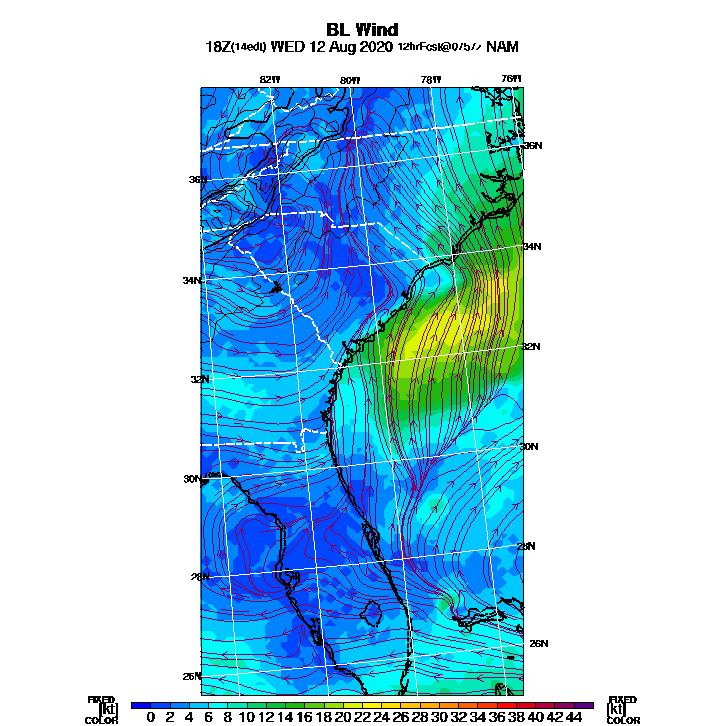 BL Wind
18Z(14edt) WED 12 Aug 2020 12hrFcst@0757z NAM
82W 80W 78W 76W
36N
36N
34N
34N
32N
32N
30N
30N
28N
28N
26N
26N
FIXED FIXED
[kt] 0 2 4 6 8 10 12 14 16 18 20 22 24 26 28 30 32 34 36 38 40 42 44 [kt]
COLOR COLOR